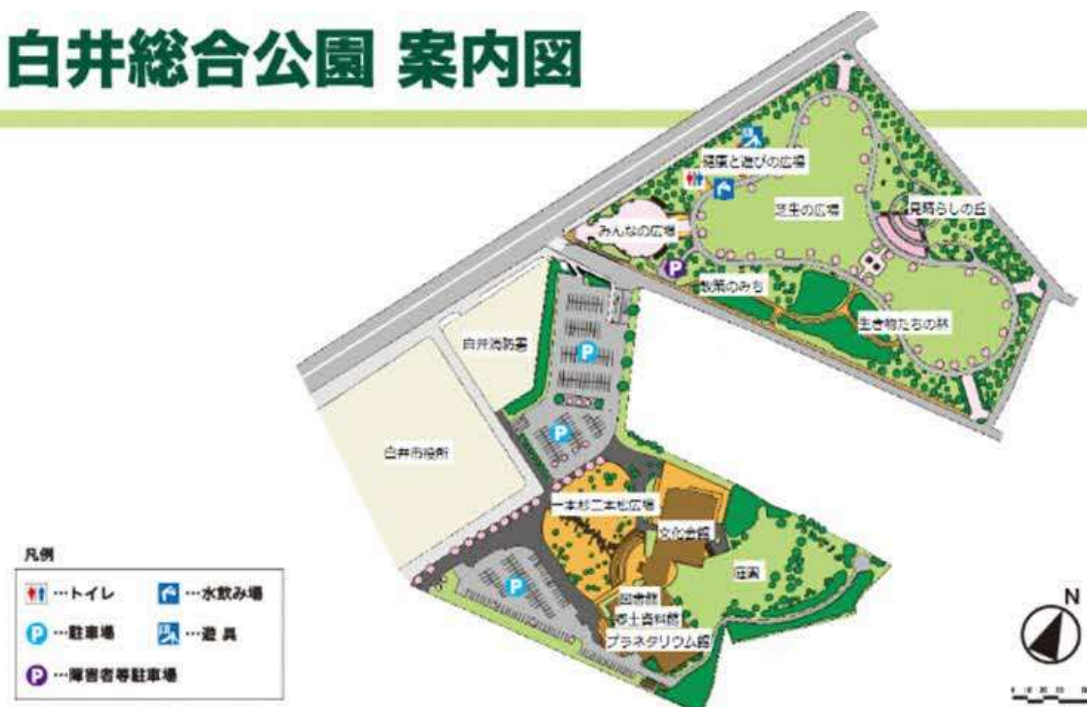 白井総合公園 案内図
健康と遊びの広場
芝生の広場
見晴らしの丘
みんなの広場
P
散策のみち
生き物たちの林
白井消防署
P
P
白井市役所
一本杉二本松広場
文化会館
庭園
P
図書館
郷土資料館
プラネタリウム館
凡例
…トイレ
…水飲み場
P …駐車場
…遊具
P …障害者等駐車場
N